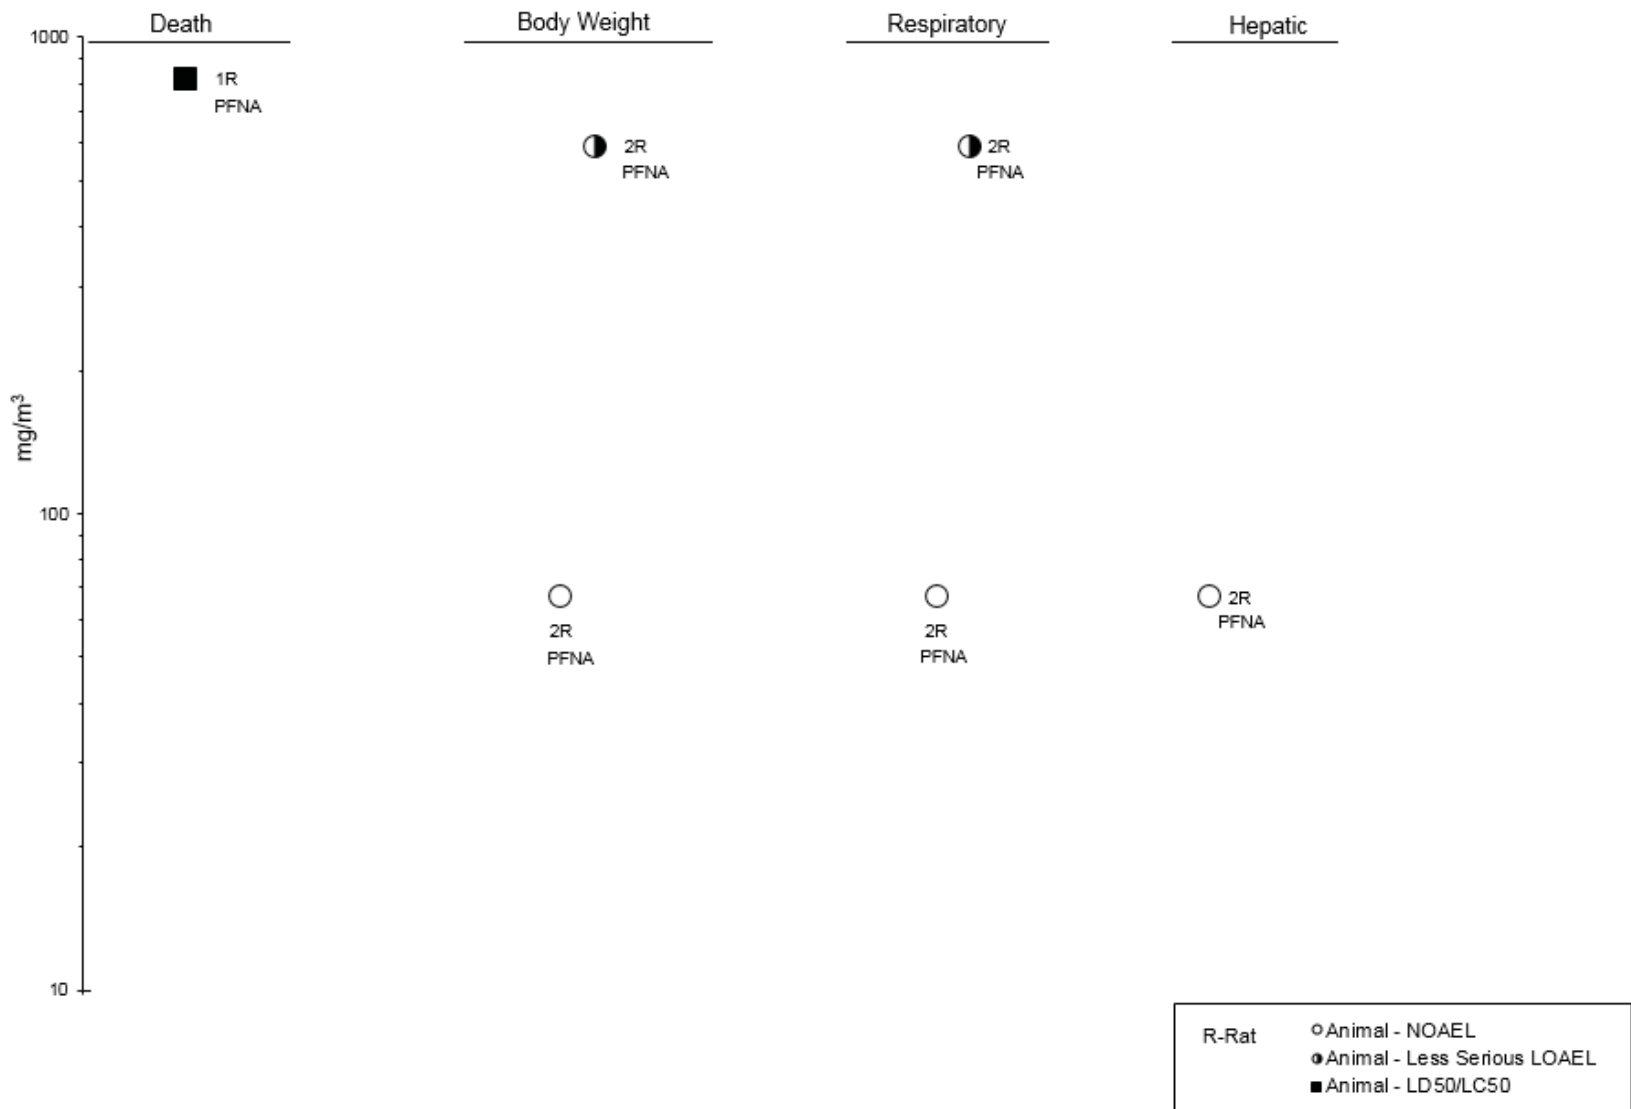 Death
Body Weight
Respiratory
Hepatic
1000
1R
PFNA
2R
PFNA
2R
PFNA
mg/m³
100
2R
PFNA
2R
PFNA
2R
PFNA
10
R-Rat
Animal - NOAEL
Animal - Less Serious LOAEL
Animal - LD50/LC50